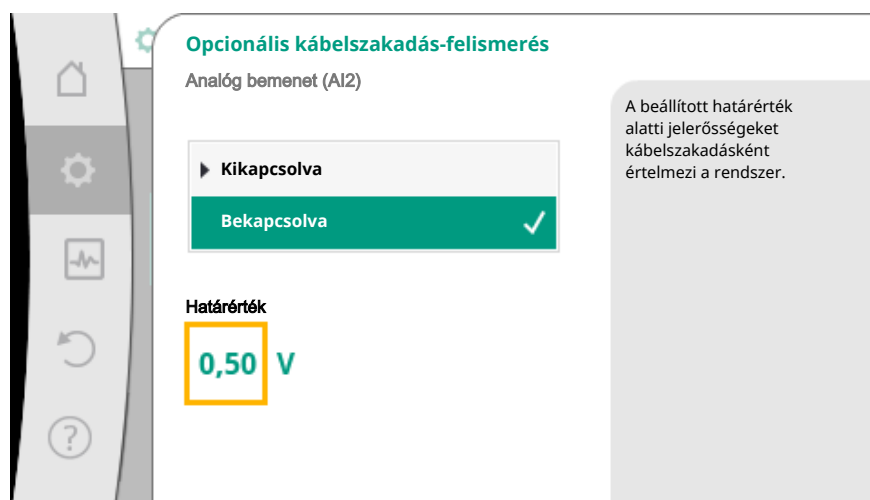 Opcionális kábelszakadás-felismerés
Analóg bemenet (AI2)
Kikapcsolva
Bekapcsolva
Határérték
0,50 V
A beállított határérték
alatti jelerősségeket
kábelszakadásként
értelmezi a rendszer.
?